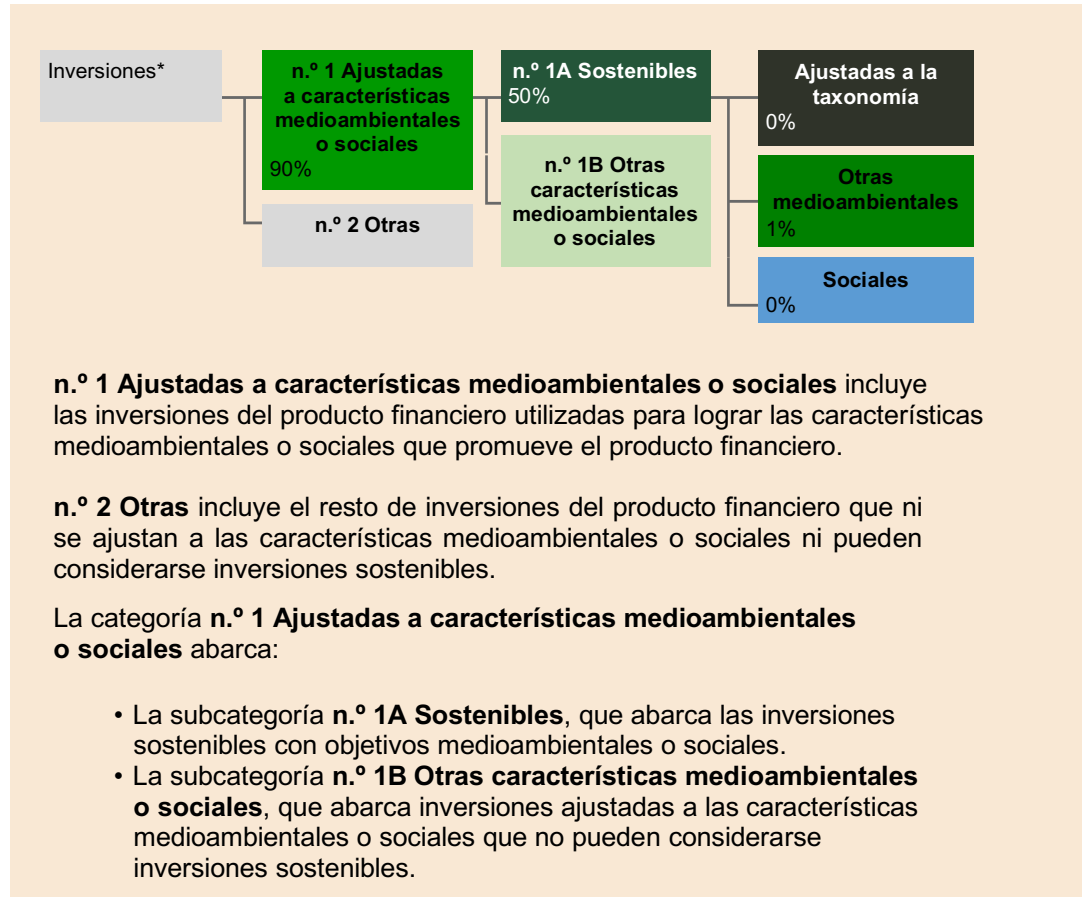 Inversiones*
n.º 1 Ajustadas
a características
medioambientales
o sociales
90%
n.º 2 Otras
n.º 1A Sostenibles
50%
n.º 1B Otras
características
medioambientales
o sociales
Ajustadas a la
taxonomía
0%
Otras
medioambientales
1%
Sociales
0%
n.º 1 Ajustadas a características medioambientales o sociales incluye
las inversiones del producto financiero utilizadas para lograr las características
medioambientales o sociales que promueve el producto financiero.
n.º 2 Otras incluye el resto de inversiones del producto financiero que ni
se ajustan a las características medioambientales o sociales ni pueden
considerarse inversiones sostenibles.
La categoría n.º 1 Ajustadas a características medioambientales
o sociales abarca:
• La subcategoría n.º 1A Sostenibles, que abarca las inversiones
sostenibles con objetivos medioambientales o sociales.
• La subcategoría n.º 1B Otras características medioambientales
o sociales, que abarca inversiones ajustadas a las características
medioambientales o sociales que no pueden considerarse
inversiones sostenibles.